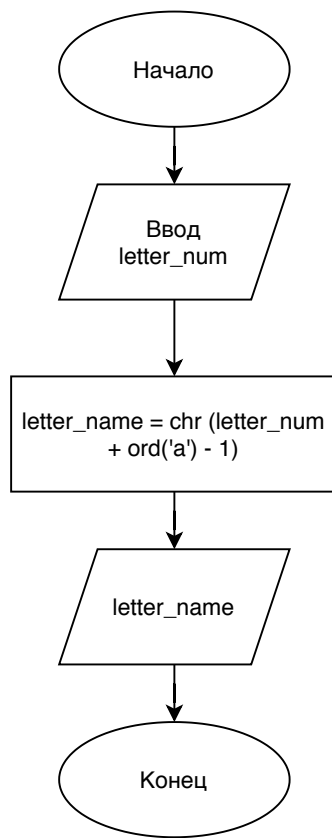 Начало
Ввод
letter_num
letter_name = chr (letter_num
+ ord('a') - 1)
letter_name
Конец